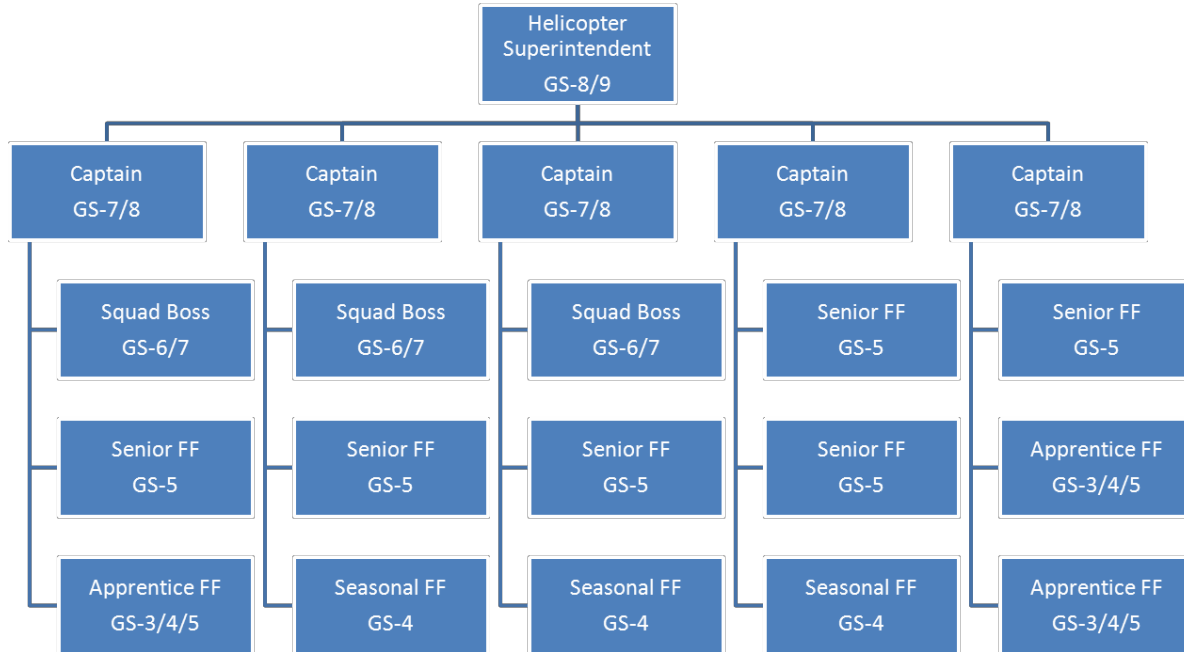 Helicopter
Superintendent
GS-8/9
Captain
GS-7/8
Captain
GS-7/8
Captain
GS-7/8
Captain
GS-7/8
Captain
GS-7/8
Squad Boss
GS-6/7
Squad Boss
GS-6/7
Squad Boss
GS-6/7
Senior FF
GS-5
Senior FF
GS-5
Senior FF
GS-5
Senior FF
GS-5
Senior FF
GS-5
Senior FF
GS-5
Apprentice FF
GS-3/4/5
Apprentice FF
GS-3/4/5
Seasonal FF
GS-4
Seasonal FF
GS-4
Seasonal FF
GS-4
Apprentice FF
GS-3/4/5